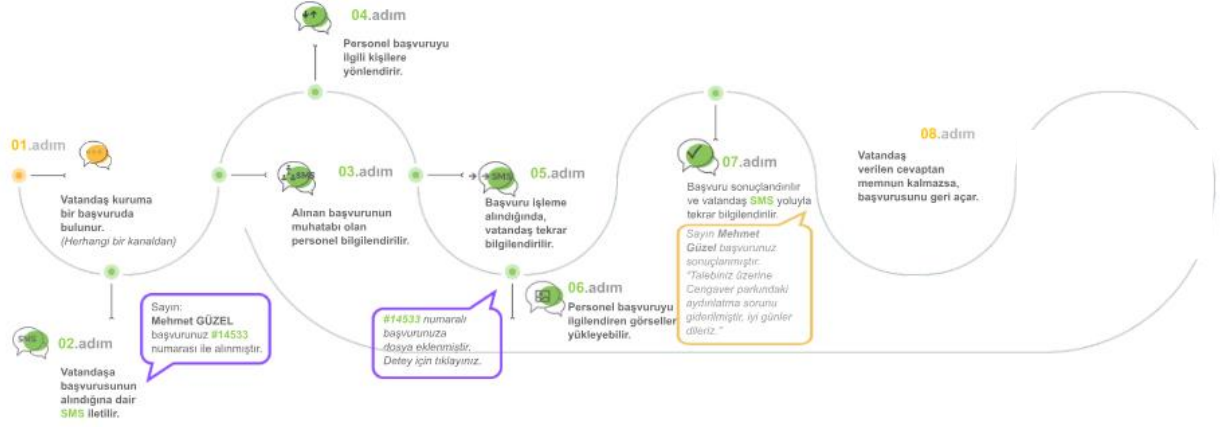 01.adım
Vatandaş kuruma
bir başvuruda
bulunur.
(Herhangi bir kanaldan)
SMS
02.adım
Vatandaşa
başvurusunun
alındığına dair
SMS iletilir.
Sayın:
Mehmet GÜZEL
başvurunuz #14533
numarası ile alınmıştır.
SMS
03.adım
Alınan başvurunun
muhatabı olan
personel bilgilendirilir.
04.adım
Personel başvuruyu
ilgili kişilere
yönlendirir.
SMS
05.adım
Başvuru işleme
alındığında,
vatandaş tekrar
bilgilendirilir.
06.adım
Personel başvuruyu
ilgilendiren görseller
yükleyebilir.
#14533 numaralı
başvurunuza
dosya eklenmiştir.
Detey için tıklayınız.
07.adım
Başvuru sonuçlandırılır
ve vatandaş SMS yoluyla
tekrar bilgilendirilir.
Sayın Mehmet
Güzel başvurunuz
sonuçlanmıştır.
"Talebiniz üzerine
Cengaver parkındaki
aydınlatma sorunu
giderilmiştir, iyi günler
dileriz."
08.adım
Vatandaş
verilen cevaptan
memnun kalmazsa,
başvurusunu geri açar.